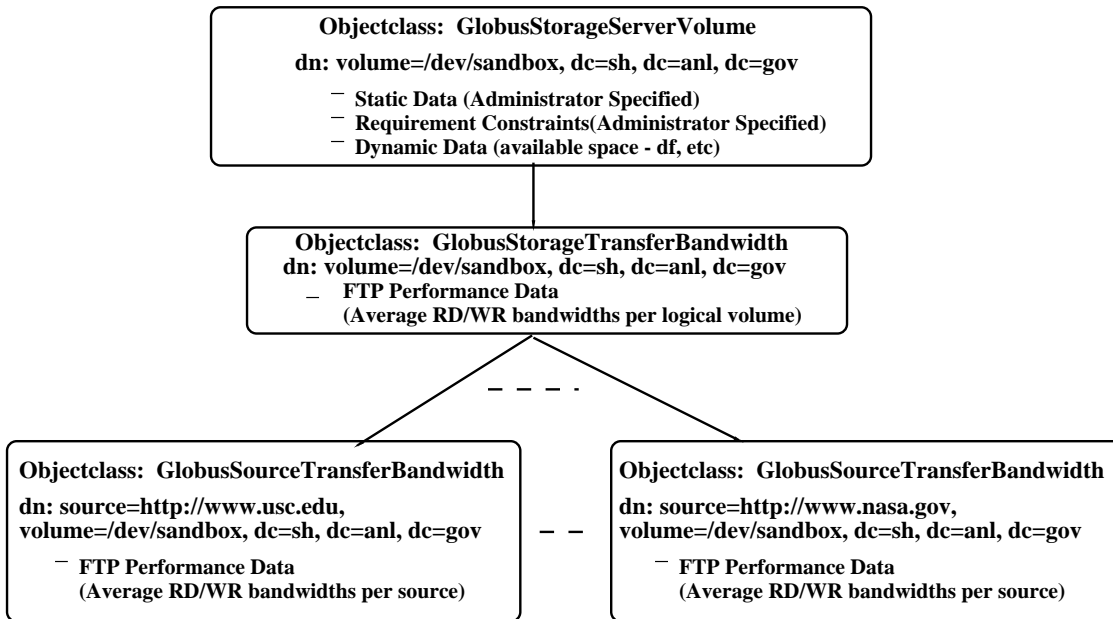 Objectclass: GlobusStorageServerVolume
dn: volume=/dev/sandbox, dc=sh, dc=anl, dc=gov
– Static Data (Administrator Specified)
– Requirement Constraints(Administrator Specified)
– Dynamic Data (available space - df, etc)
Objectclass: GlobusStorageTransferBandwidth
dn: volume=/dev/sandbox, dc=sh, dc=anl, dc=gov
– FTP Performance Data
(Average RD/WR bandwidths per logical volume)
Objectclass: GlobusSourceTransferBandwidth
dn: source=http://www.usc.edu,
volume=/dev/sandbox, dc=sh, dc=anl, dc=gov
– FTP Performance Data
(Average RD/WR bandwidths per source)
Objectclass: GlobusSourceTransferBandwidth
dn: source=http://www.nasa.gov,
volume=/dev/sandbox, dc=sh, dc=anl, dc=gov
– FTP Performance Data
(Average RD/WR bandwidths per source)